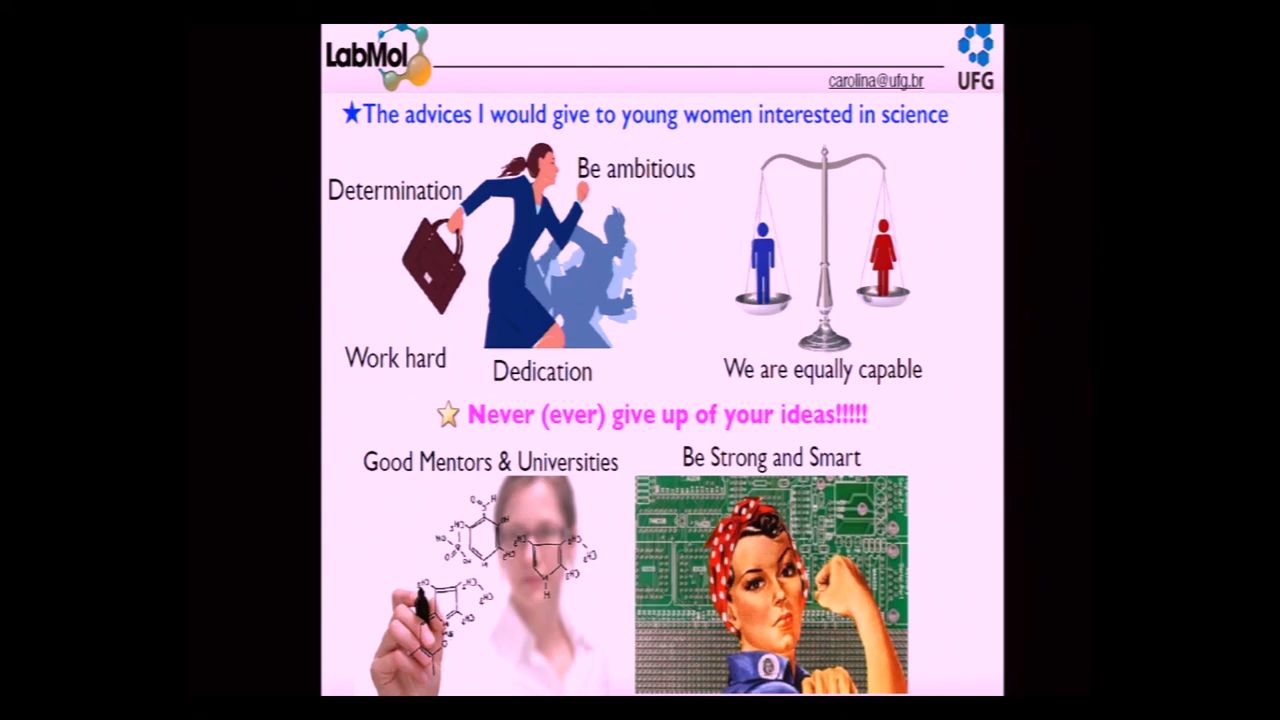 LabMol
carolina@ufg.br
UFG
★The advices I would give to young women interested in science
Be ambitious
Determination
Work hard
Dedication
We are equally capable
Never (ever) give up of your ideas!!!!!
Good Mentors & Universities
Be Strong and Smart